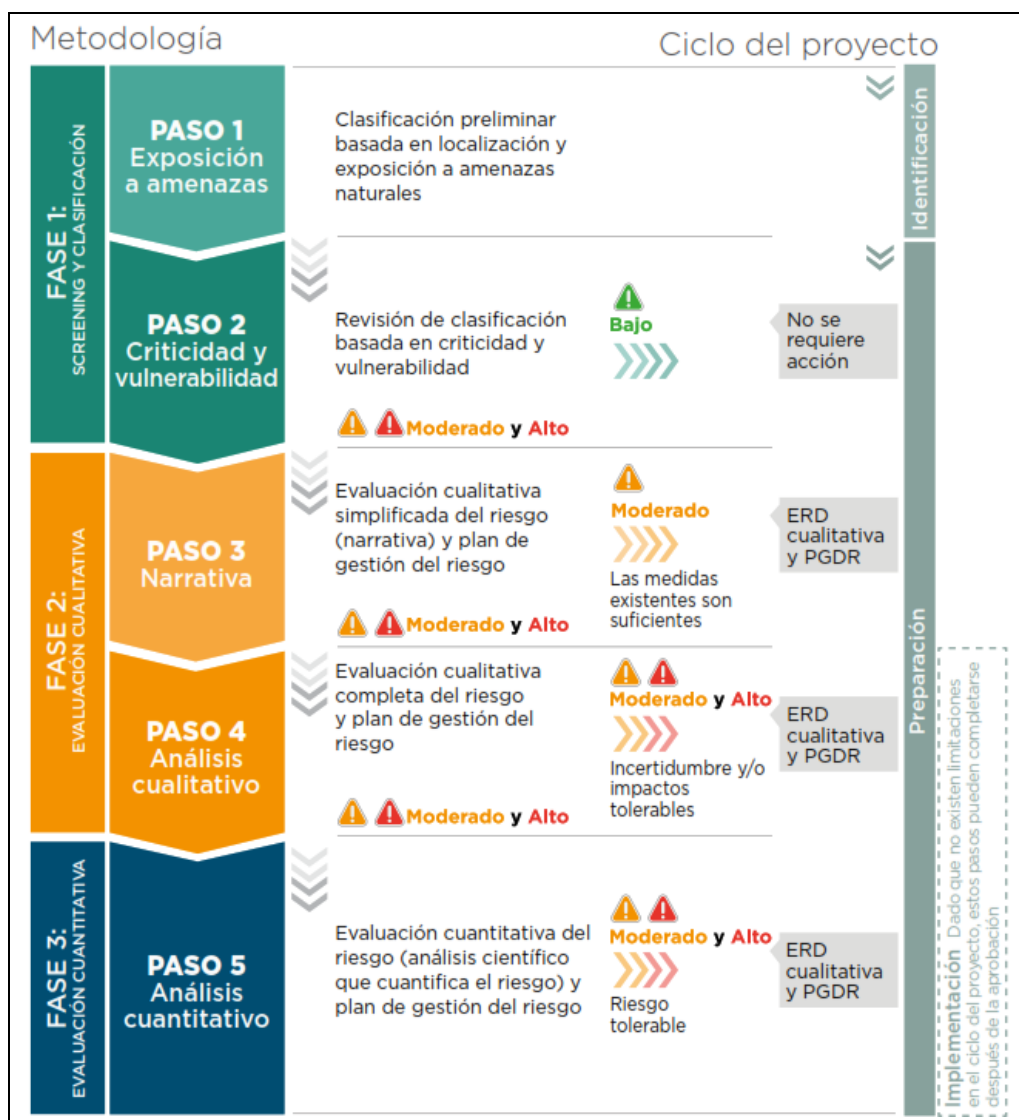 Metodología
Ciclo del proyecto
FASE 1:
SCREENING Y CLASIFICACIÓN
PASO 1
Exposición
a amenazas
Clasificación preliminar
basada en localización y
exposición a amenazas
naturales
Identificación
PASO 2
Criticidad y
vulnerabilidad
Revisión de clasificación
basada en criticidad y
vulnerabilidad
Bajo
No se
requiere
acción
Moderado y Alto
FASE 2:
EVALUACIÓN CUALITATIVA
PASO 3
Narrativa
Evaluación cualitativa
simplificada del riesgo
(narrativa) y plan de
gestión del riesgo
Moderado
Las medidas
existentes son
suficientes
ERD
cualitativa
y PGDR
Moderado y Alto
Preparación
PASO 4
Análisis
cualitativo
Evaluación cualitativa
completa del riesgo
y plan de gestión del
riesgo
Moderado y Alto
Incertidumbre y/o
impactos
tolerables
ERD
cualitativa
y PGDR
Moderado y Alto
FASE 3:
EVALUACIÓN CUANTITATIVA
PASO 5
Análisis
cuantitativo
Evaluación cuantitativa del
riesgo (análisis científico
que cuantifica el riesgo) y
plan de gestión del riesgo
Moderado y Alto
Riesgo
tolerable
ERD
cualitativa
y PGDR
Implementación Dado que no existen limitaciones
en el ciclo del proyecto, estos pasos pueden completarse
después de la aprobación